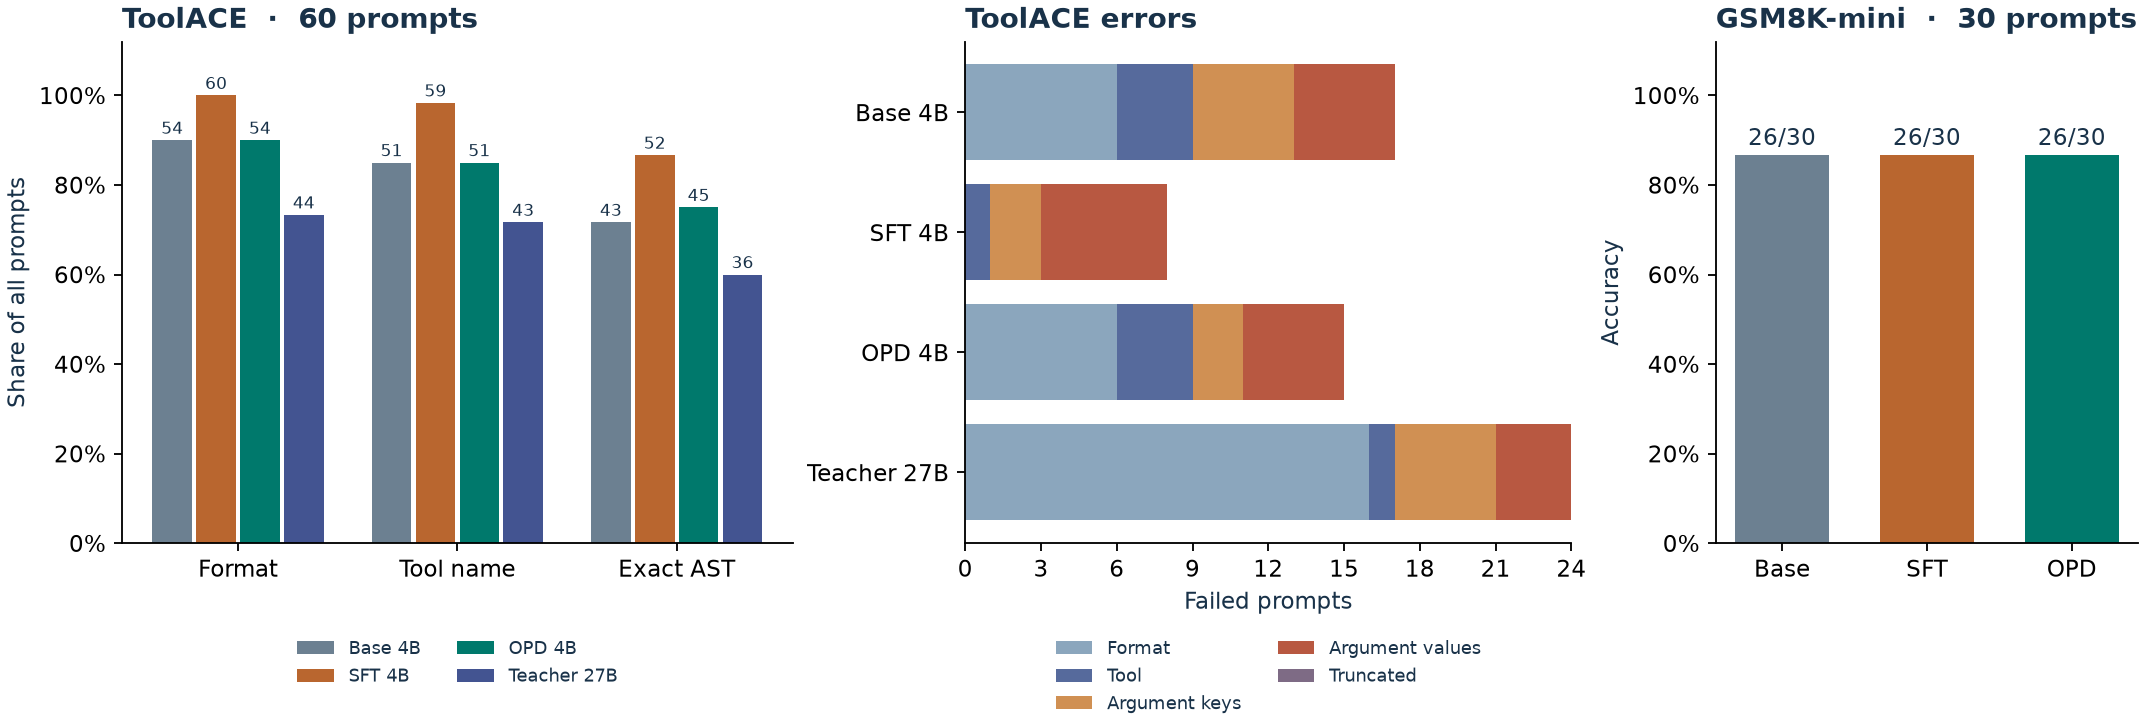 ToolACE · 60 prompts
Share of all prompts
100%
80%
60%
40%
20%
0%
54
60
54
44
51
59
51
43
43
52
45
36
Format
Tool name
Exact AST
Base 4B
SFT 4B
OPD 4B
Teacher 27B
ToolACE errors
Base 4B
SFT 4B
OPD 4B
Teacher 27B
0 3 6 9 12 15 18 21 24
Failed prompts
Format
Tool
Argument keys
Argument values
Truncated
GSM8K-mini · 30 prompts
Accuracy
100%
80%
60%
40%
20%
0%
26/30 26/30 26/30
Base SFT OPD